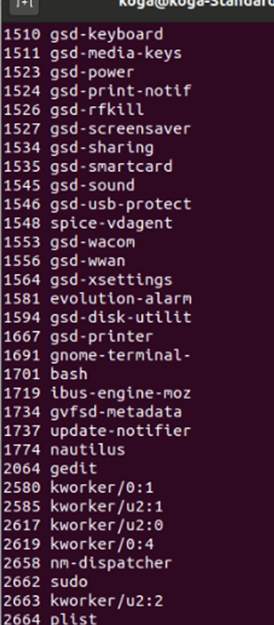 koga@koga-Standard
1510 gsd-keyboard
1511 gsd-media-keys
1523 gsd-power
1524 gsd-print-notif
1526 gsd-rfkill
1527 gsd-screensaver
1534 gsd-sharing
1535 gsd-smartcard
1545 gsd-sound
1546 gsd-usb-protect
1548 spice-vdagent
1553 gsd-wacom
1556 gsd-wwan
1564 gsd-xsettings
1581 evolution-alarm
1594 gsd-disk-utilit
1667 gsd-printer
1691 gnome-terminal-
1701 bash
1719 ibus-engine-moz
1734 gvfsd-metadata
1737 update-notifier
1774 nautilus
2064 gedit
2580 kworker/0:1
2585 kworker/u2:1
2617 kworker/u2:0
2619 kworker/0:4
2658 nm-dispatcher
2662 sudo
2663 kworker/u2:2
2664 plist